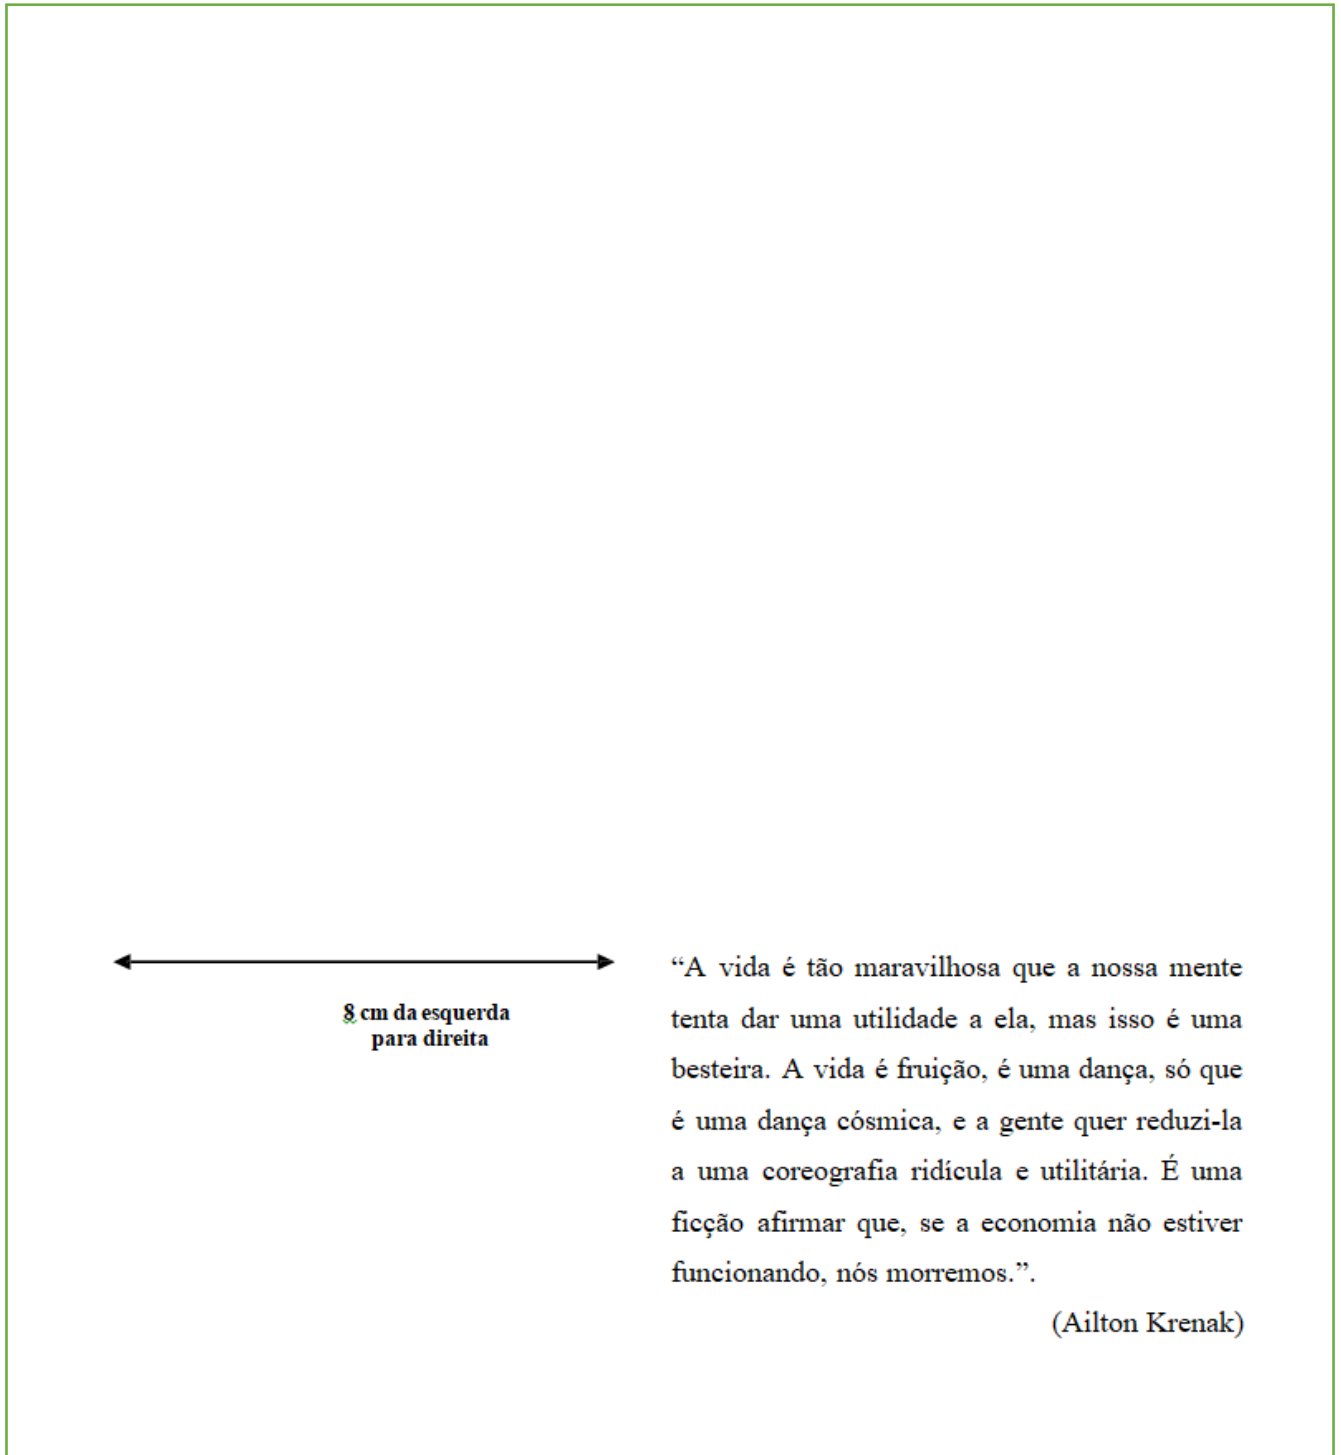 8 cm da esquerda
para direita
“A vida é tão maravilhosa que a nossa mente
tenta dar uma utilidade a ela, mas isso é uma
besteira. A vida é fruição, é uma dança, só que
é uma dança cósmica, e a gente quer reduzi-la
a uma coreografia ridícula e utilitária. É uma
ficção afirmar que, se a economia não estiver
funcionando, nós morremos.”.
(Ailton Krenak)